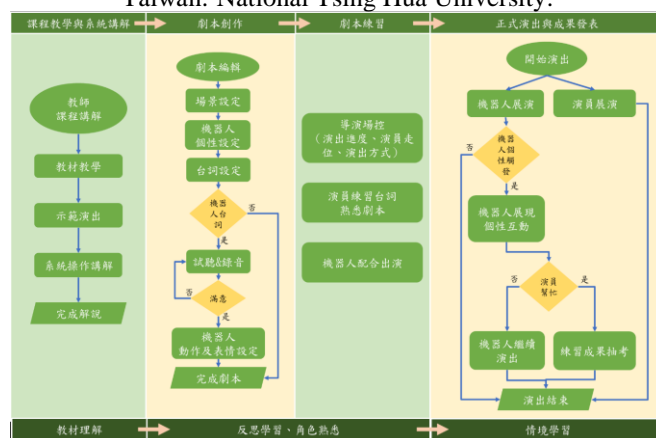 Taiwan: National Tsing Hua University.
課程教學與系統講解
劇本創作
劇本練習
正式演出與成果發表
教師
課程講解
教材教學
示範演出
系統操作講解
完成解說
劇本編輯
場景設定
機器人
個性設定
台詞設定
機器
人台
詞
否
是
試聽&錄音
滿意
否
是
機器人
動作及表情設定
完成劇本
導演場控
(演出進度、演員走
位、演出方式)
演員練習台詞
熟悉劇本
機器人配合出演
開始演出
機器人展演
演員展演
機器
人個
性觸
發
否
是
機器人展現
個性互動
演員
幫忙
否
是
機器人繼續
演出
練習成果抽考
演出結束
教材理解
反思學習、角色熟悉
情境學習